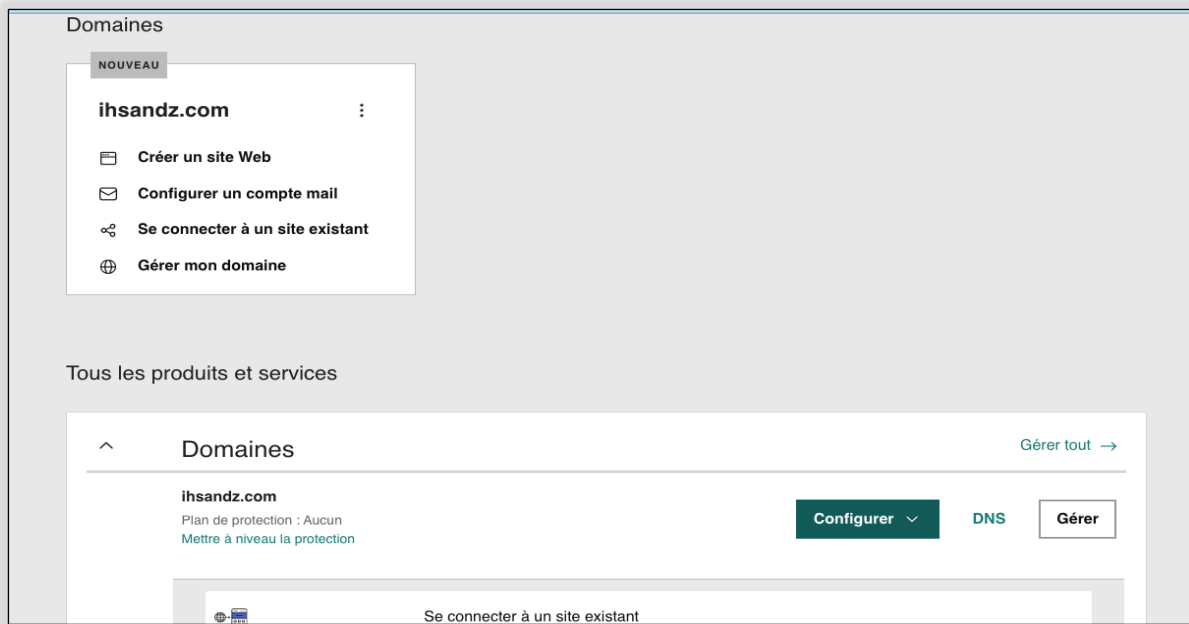 Domaines
NOUVEAU
ihsandz.com
Créer un site Web
Configurer un compte mail
Se connecter à un site existant
Gérer mon domaine
Tous les produits et services
Domaines
Gérer tout →
ihsandz.com
Plan de protection : Aucun
Mettre à niveau la protection
Configurer
DNS
Gérer
Se connecter à un site existant